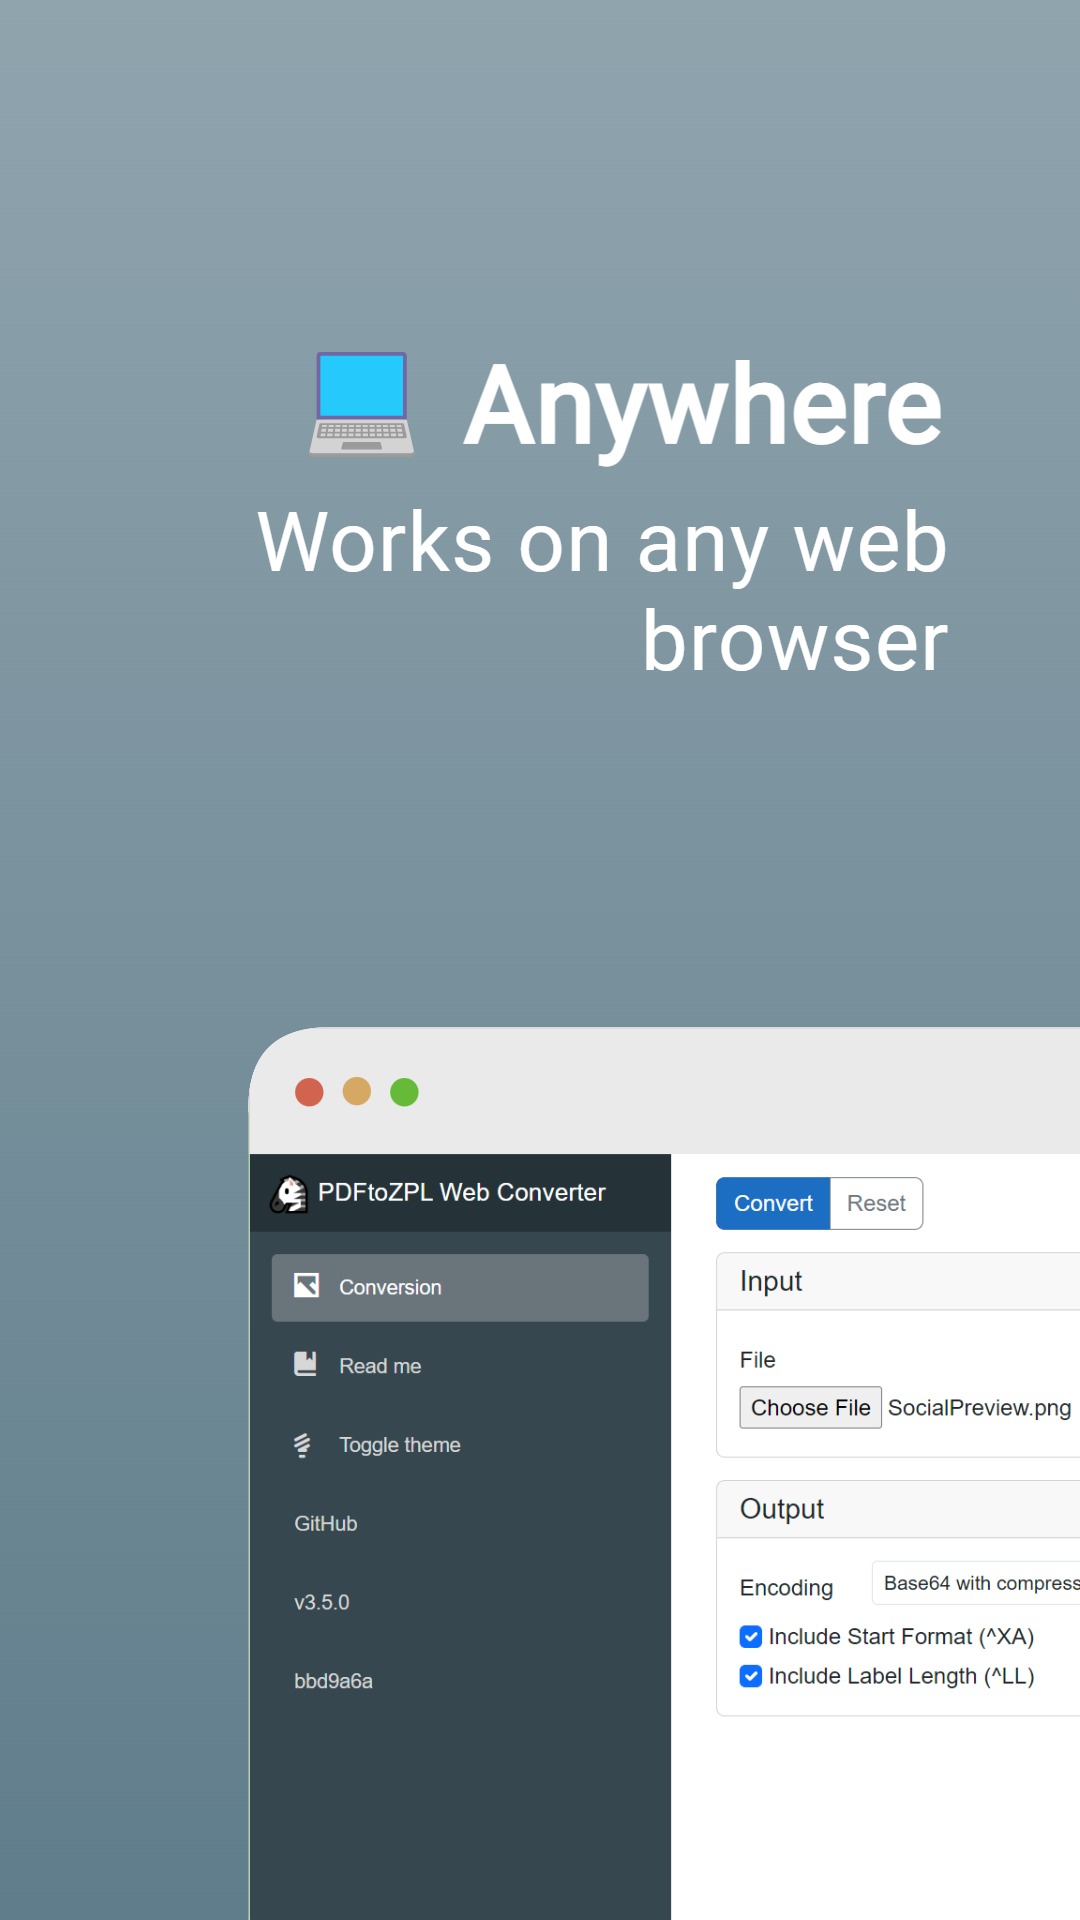 Anywhere
Works on any web
browser
PDFtoZPL Web Converter
Conversion
Read me
Toggle theme
GitHub
v3.5.0
bbd9a6a
Convert Reset
Input
File
Choose File SocialPreview.png
Output
Encoding Base64 with compress
Include Start Format (^XA)
Include Label Length (^LL)